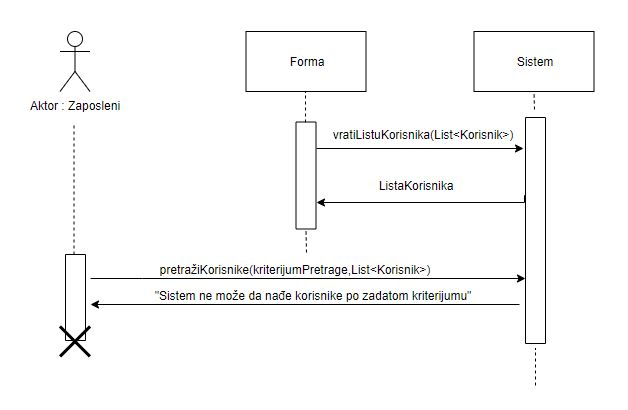 Forma
Sistem
Aktor : Zaposleni
vratiListuKorisnika(List<Korisnik>)
ListaKorisnika
pretražiKorisnike(kriterijumPretrage,List<Korisnik>)
"Sistem ne može da nađe korisnike po zadatom kriterijumu"